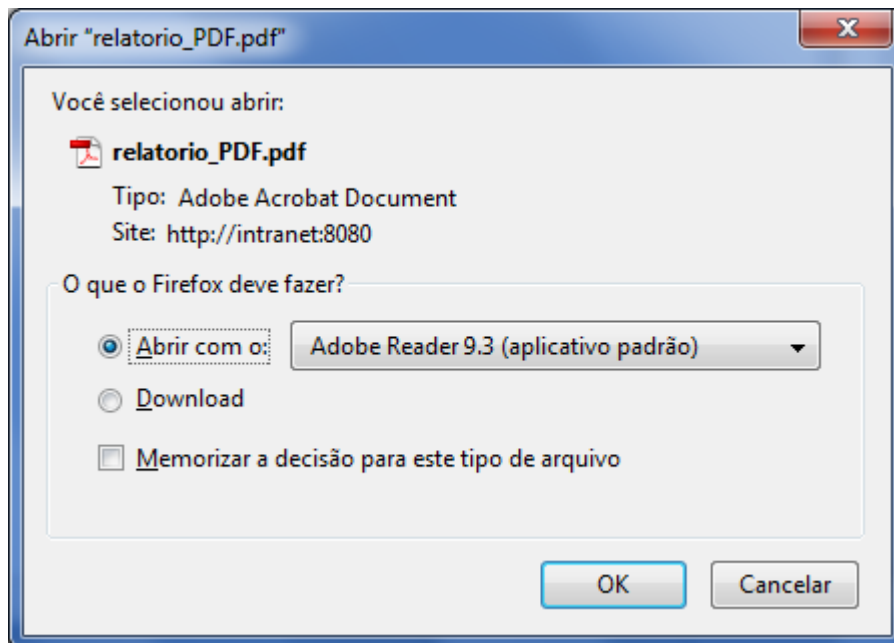 Abrir "relatorio_PDF.pdf"
Você selecionou abrir:
relatorio_PDF.pdf
Tipo: Adobe Acrobat Document
Site: http://intranet:8080
O que o Firefox deve fazer?
Abrir com o: Adobe Reader 9.3 (aplicativo padrão)
Download
Memorizar a decisão para este tipo de arquivo
OK Cancelar